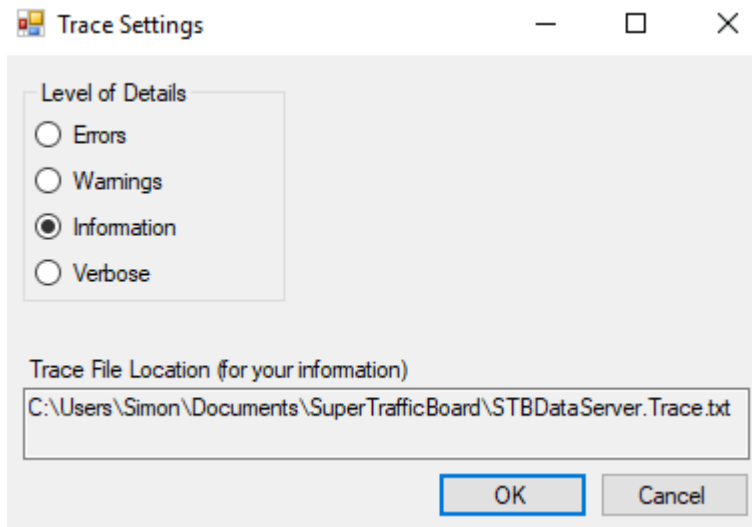 Trace Settings
Level of Details
Errors
Warnings
Information
Verbose
Trace File Location (for your information)
C:\Users\Simon\Documents\SuperTrafficBoard\STBDataServer.Trace.txt
OK
Cancel